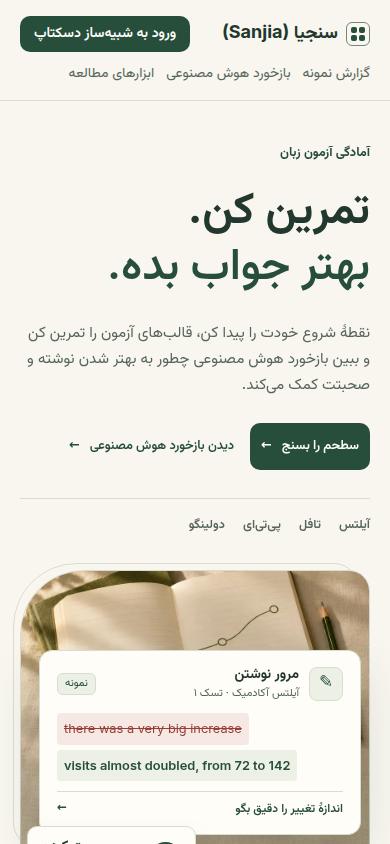 سنجیا (Sanjia)
ورود به شبیه‌ساز دسکتاپ
گزارش نمونه
بازخورد هوش مصنوعی
ابزارهای مطالعه
آمادگی آزمون زبان
تمرین کن.
بهتر جواب بده.
نقطهٔ شروع خودت را پیدا کن، قالب‌های آزمون را تمرین کن
و ببین بازخورد هوش مصنوعی چطور به بهتر شدن نوشته و
صحبتت کمک می‌کند.
سطحم را بسنج ←
دیدن بازخورد هوش مصنوعی ←
آیلتس
تافل
پی‌تی‌ای
دولینگو
مرور نوشتن
آیلتس آکادمیک · تسک ۱
نمونه
there was a very big increase
visits almost doubled, from 72 to 142
اندازهٔ تغییر را دقیق بگو ←